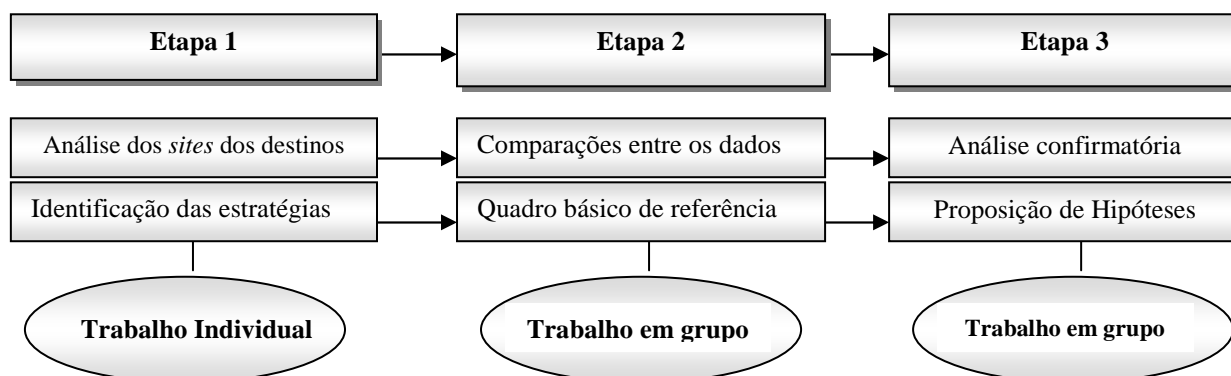 Etapa 1
Etapa 2
Etapa 3
Análise dos sites dos destinos
Comparações entre os dados
Análise confirmatória
Identificação das estratégias
Quadro básico de referência
Proposição de Hipóteses
Trabalho Individual
Trabalho em grupo
Trabalho em grupo